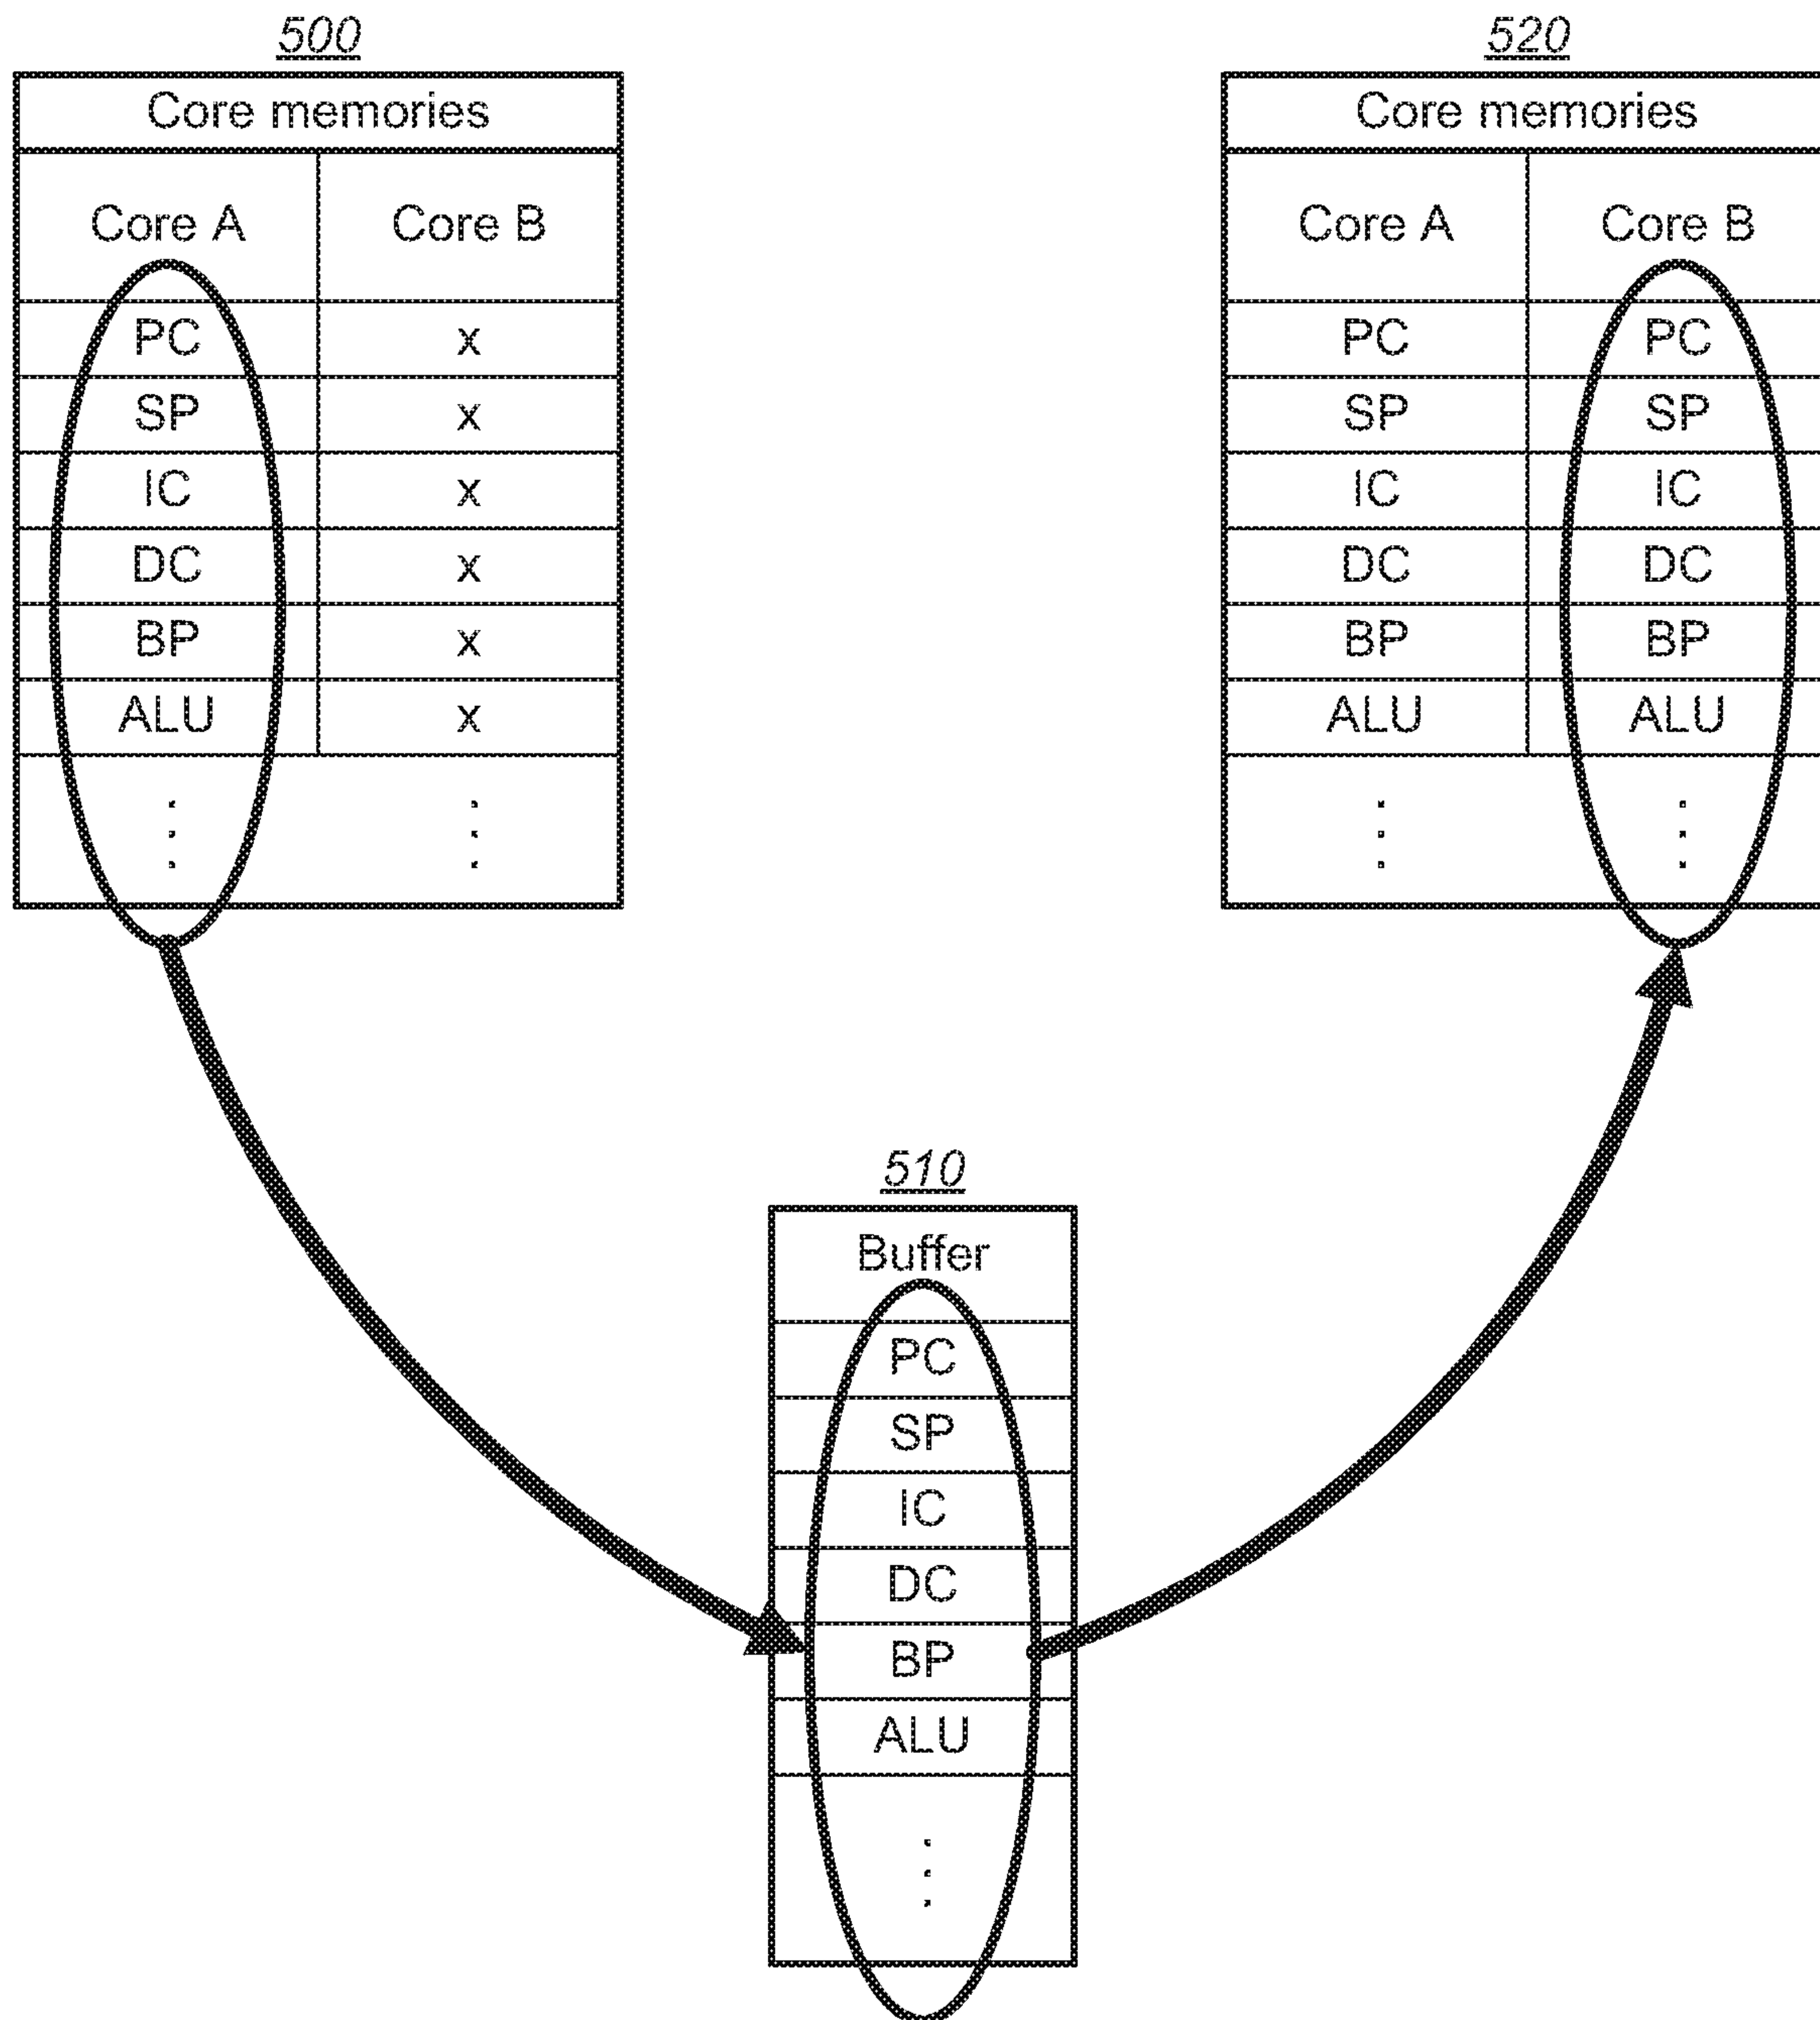 500
Core memories
Core A Core B
PC x
SP x
IC x
DC x
BP x
ALU x
520
Core memories
Core A Core B
PC PC
SP SP
IC IC
DC DC
BP BP
ALU ALU
510
Buffer
PC
SP
IC
DC
BP
ALU